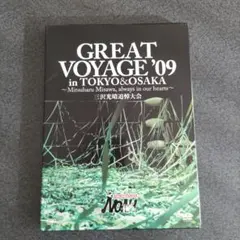 GREAT
VOYAGE '09
in TOKYO&OSAKA
~Mitsuharu Misawa, always in our hearts~
三沢光晴追悼大会
NOAH